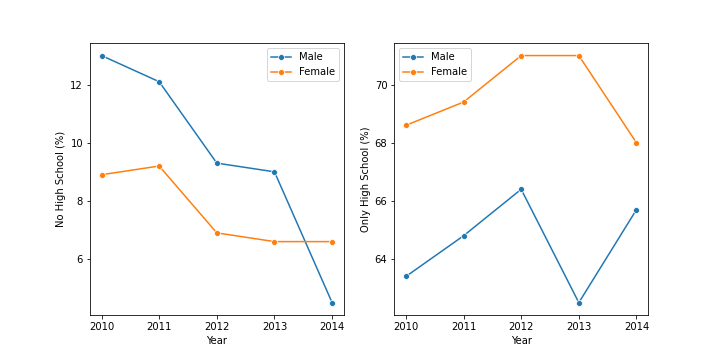 Male
Female
No High School (%)
12
10
8
6
2010 2011 2012 2013 2014
Year
Male
Female
Only High School (%)
70
68
66
64
2010 2011 2012 2013 2014
Year